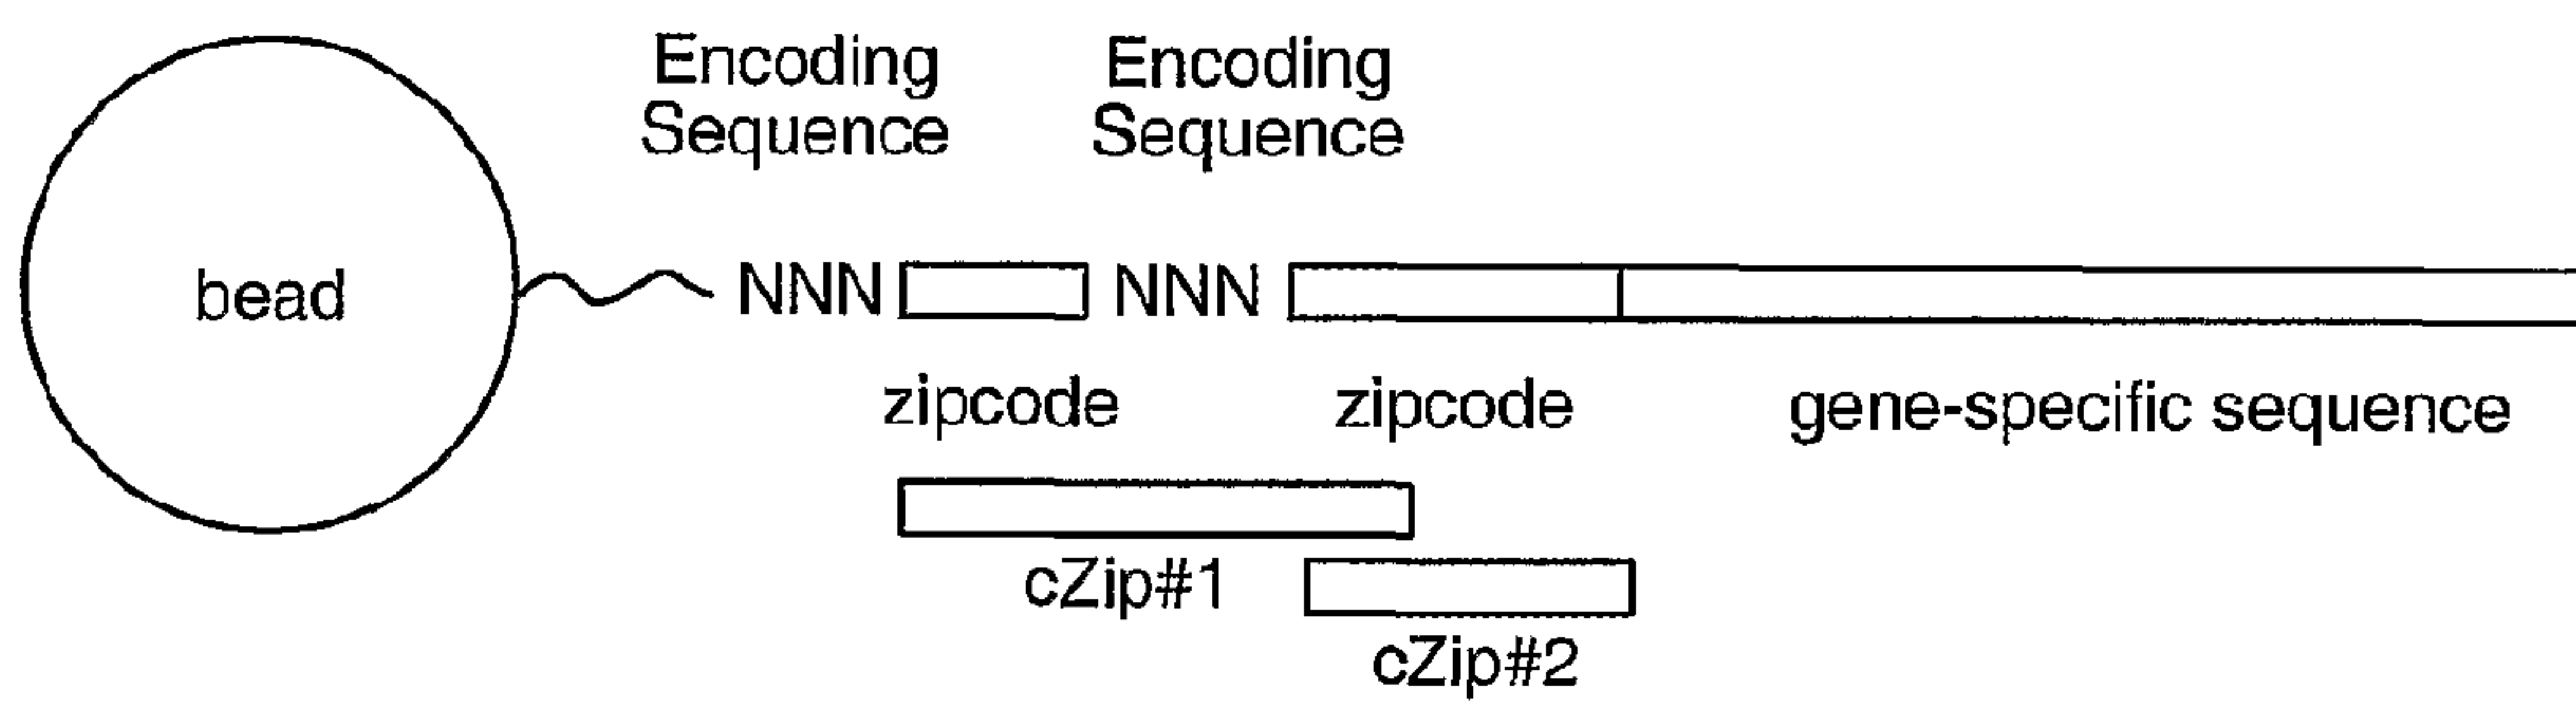 Encoding
Sequence
Encoding
Sequence
bead
NNN
NNN
zipcode
zipcode
gene-specific sequence
cZip#1
cZip#2